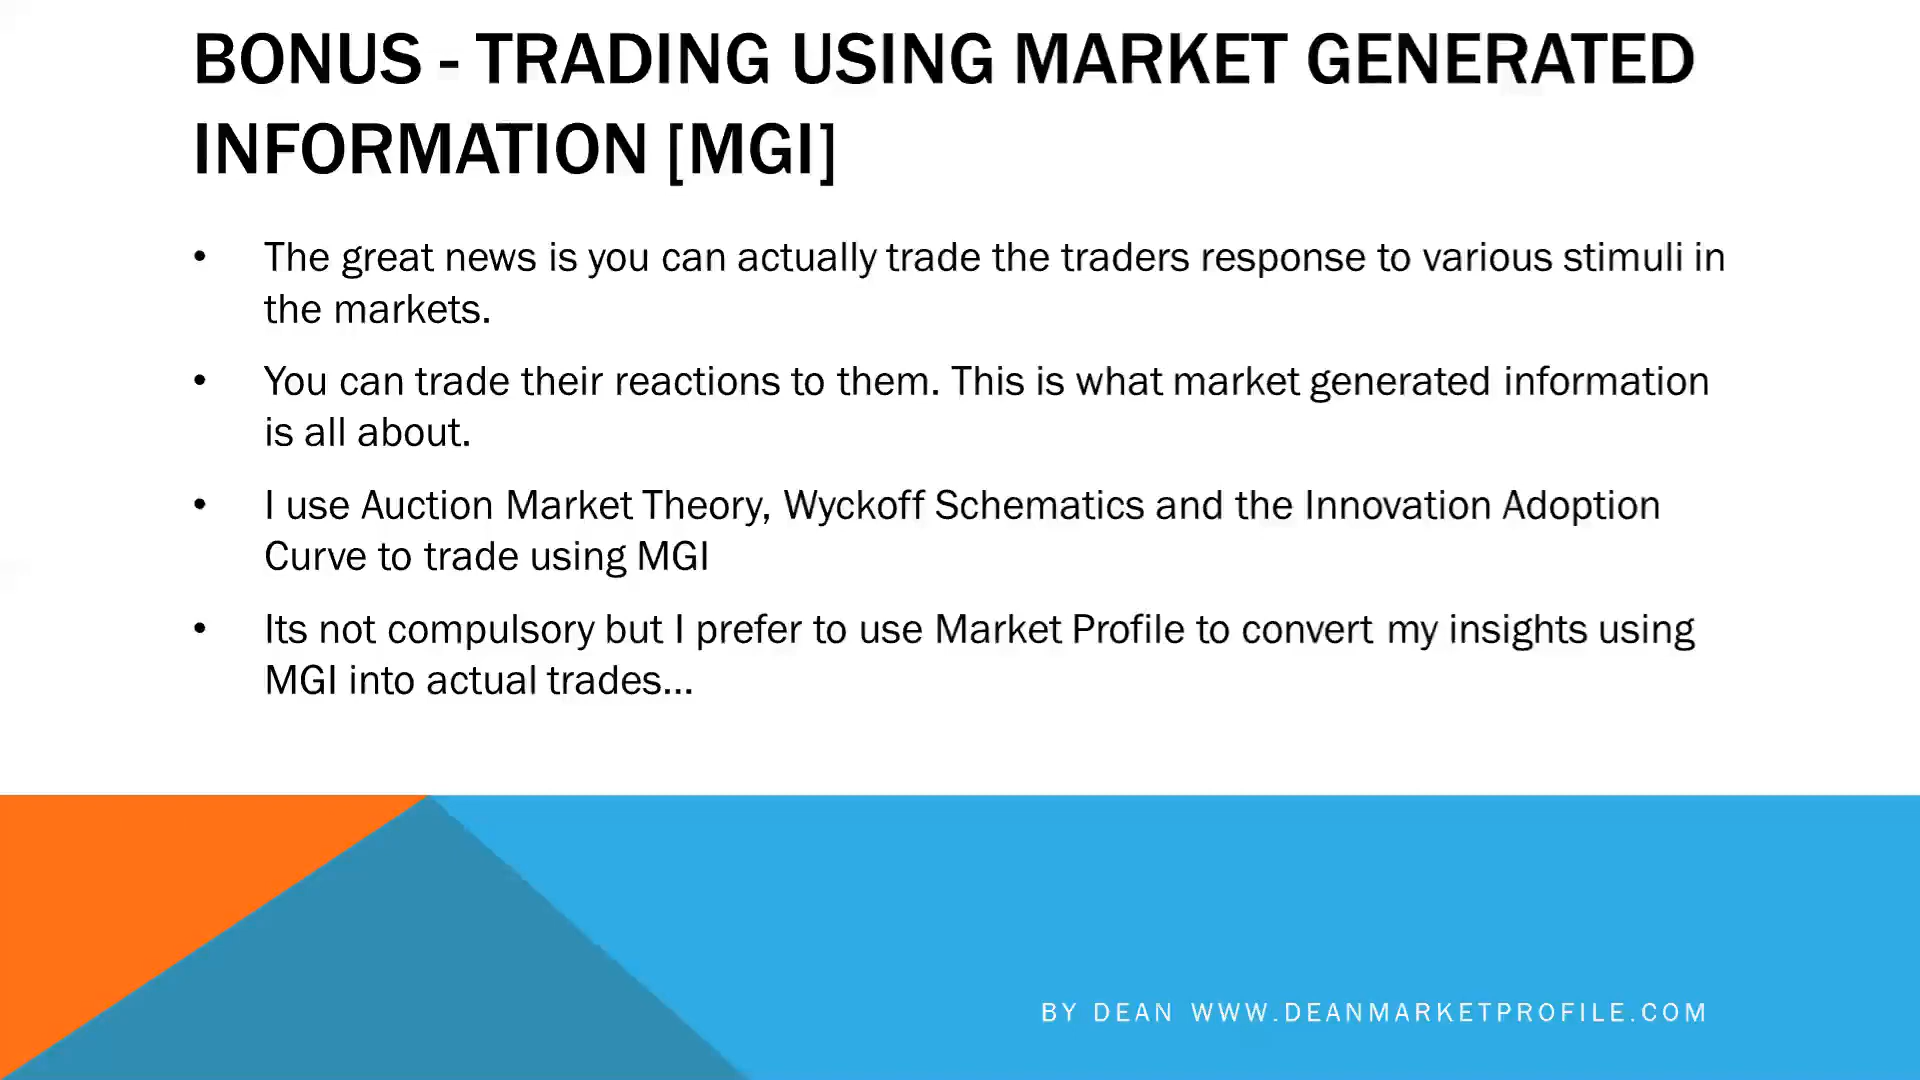 BONUS - TRADING USING MARKET GENERATED
INFORMATION [MGI]
• The great news is you can actually trade the traders response to various stimuli in
the markets.
• You can trade their reactions to them. This is what market generated information
is all about.
• I use Auction Market Theory, Wyckoff Schematics and the Innovation Adoption
Curve to trade using MGI
• Its not compulsory but I prefer to use Market Profile to convert my insights using
MGI into actual trades...
BY DEAN WWW.DEANMARKETPROFILE.COM